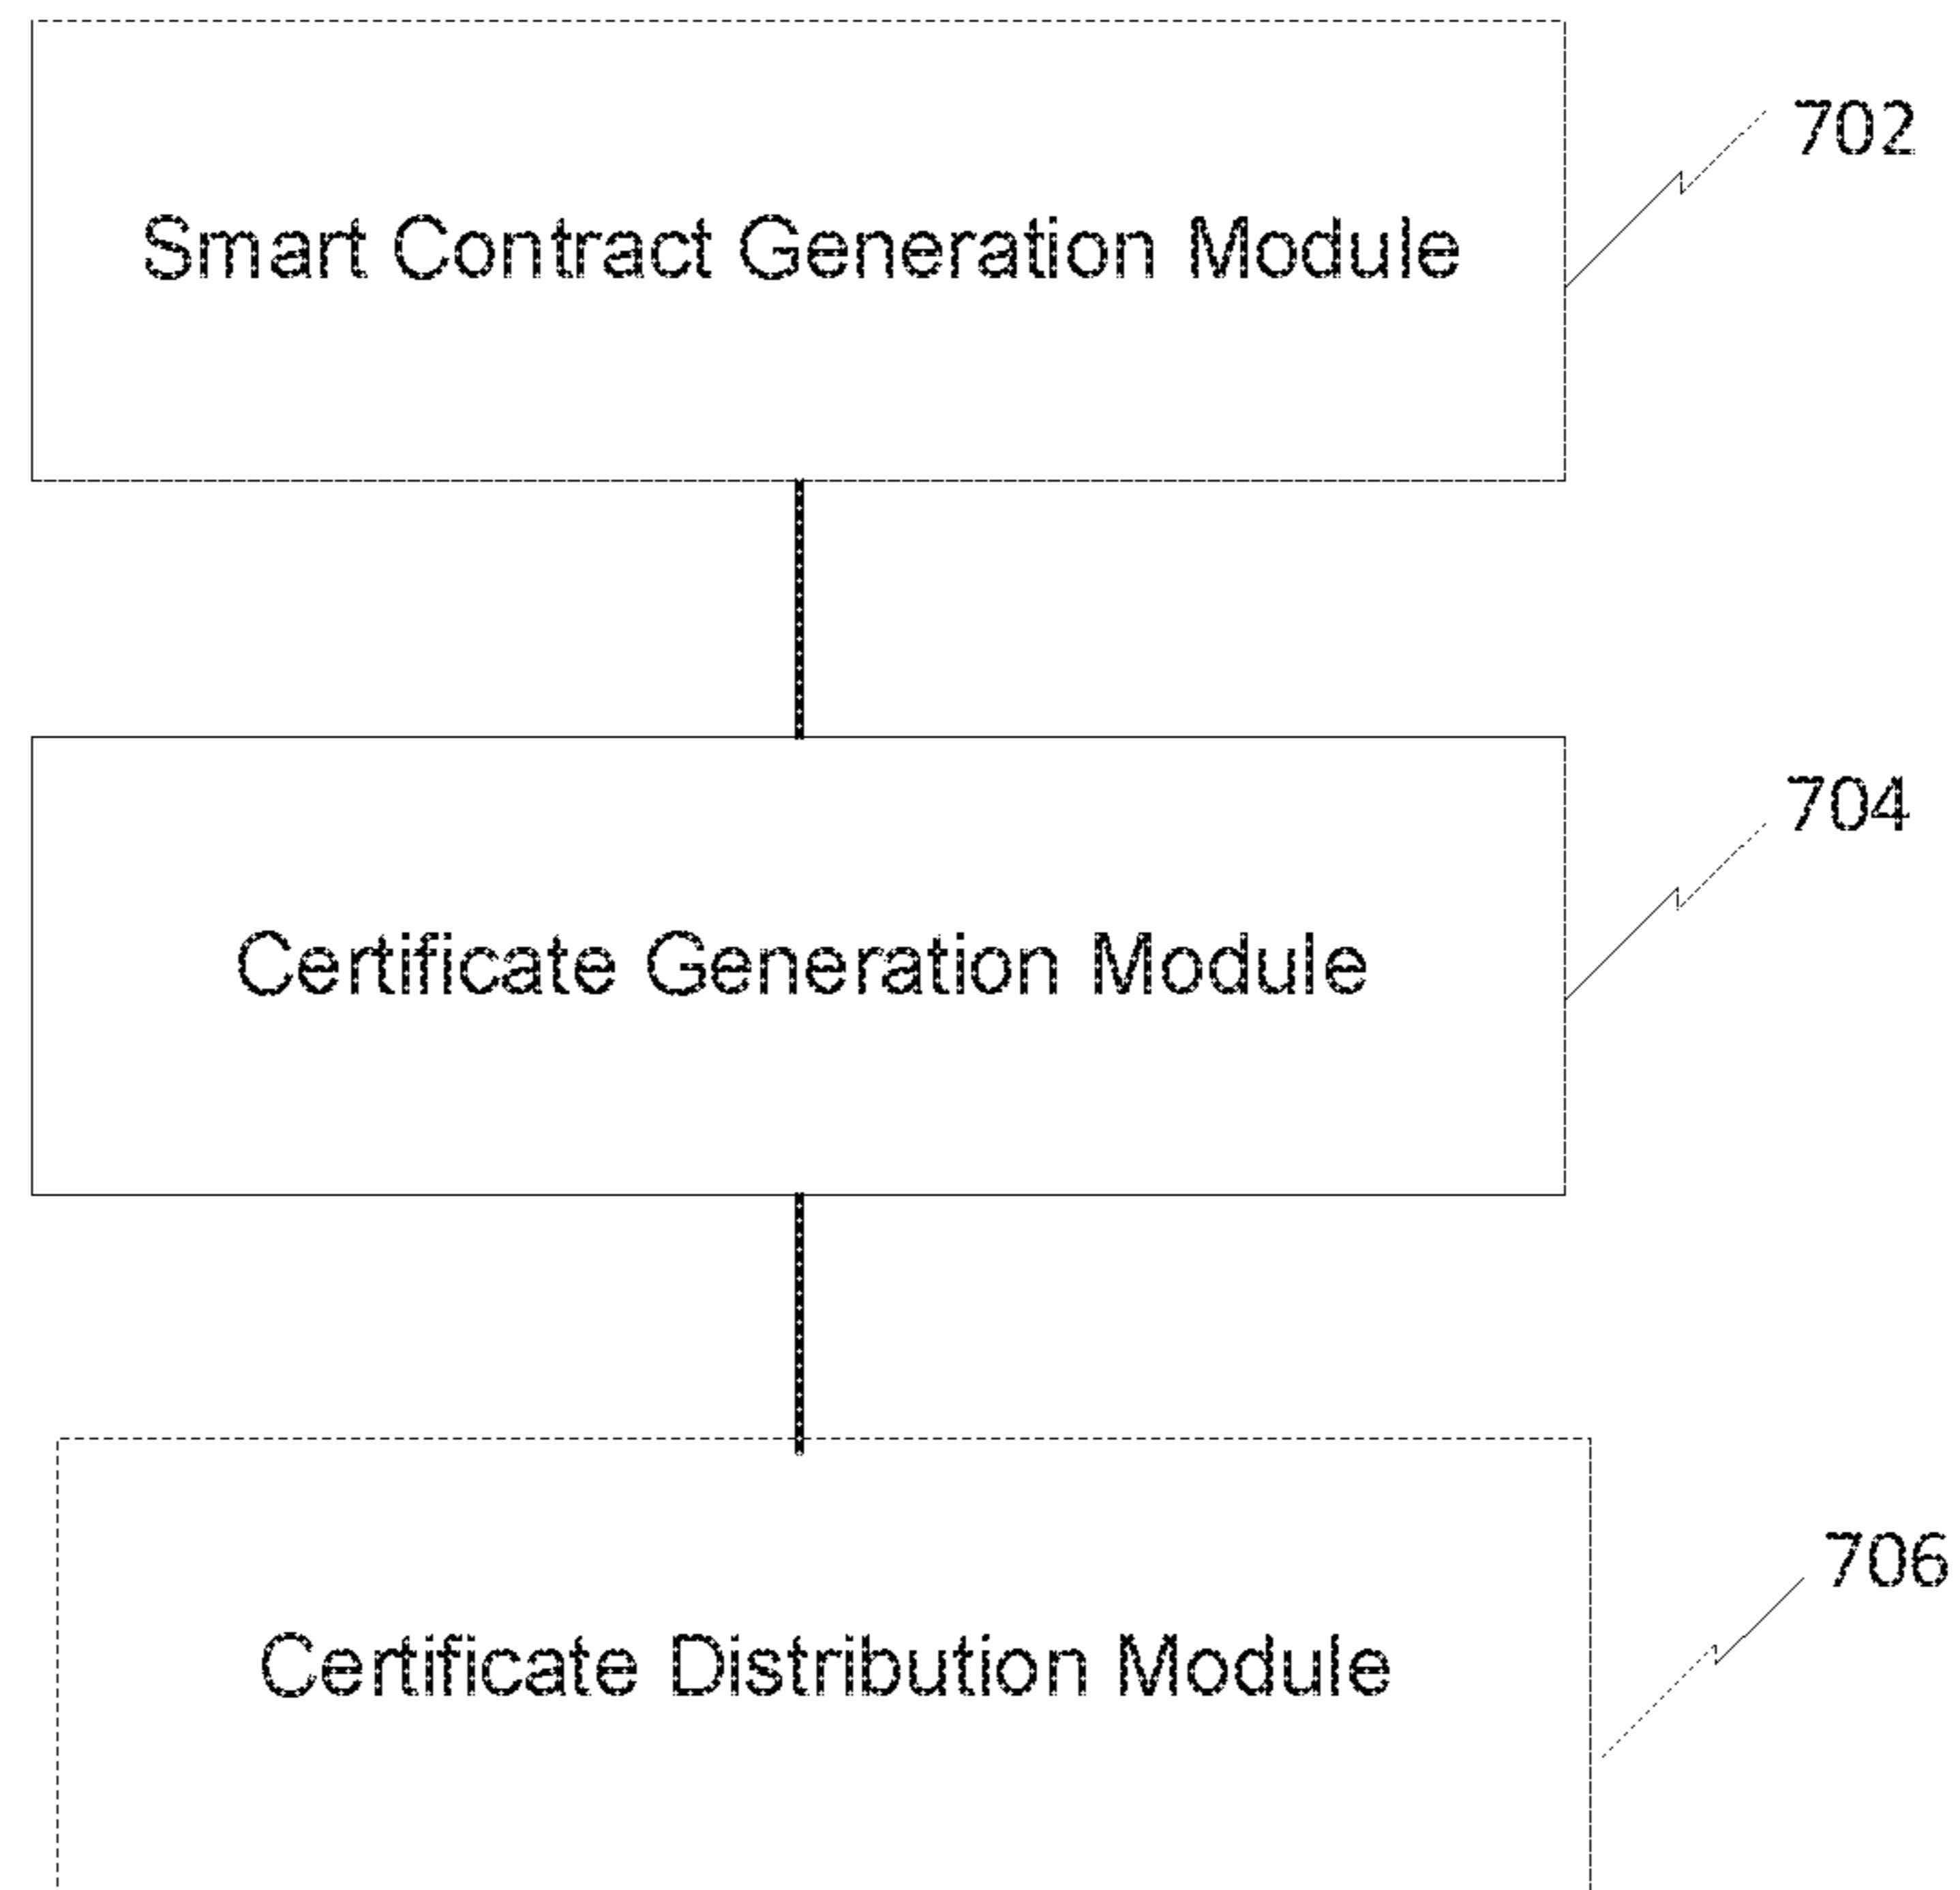 702
Smart Contract Generation Module
704
Certificate Generation Module
706
Certificate Distribution Module